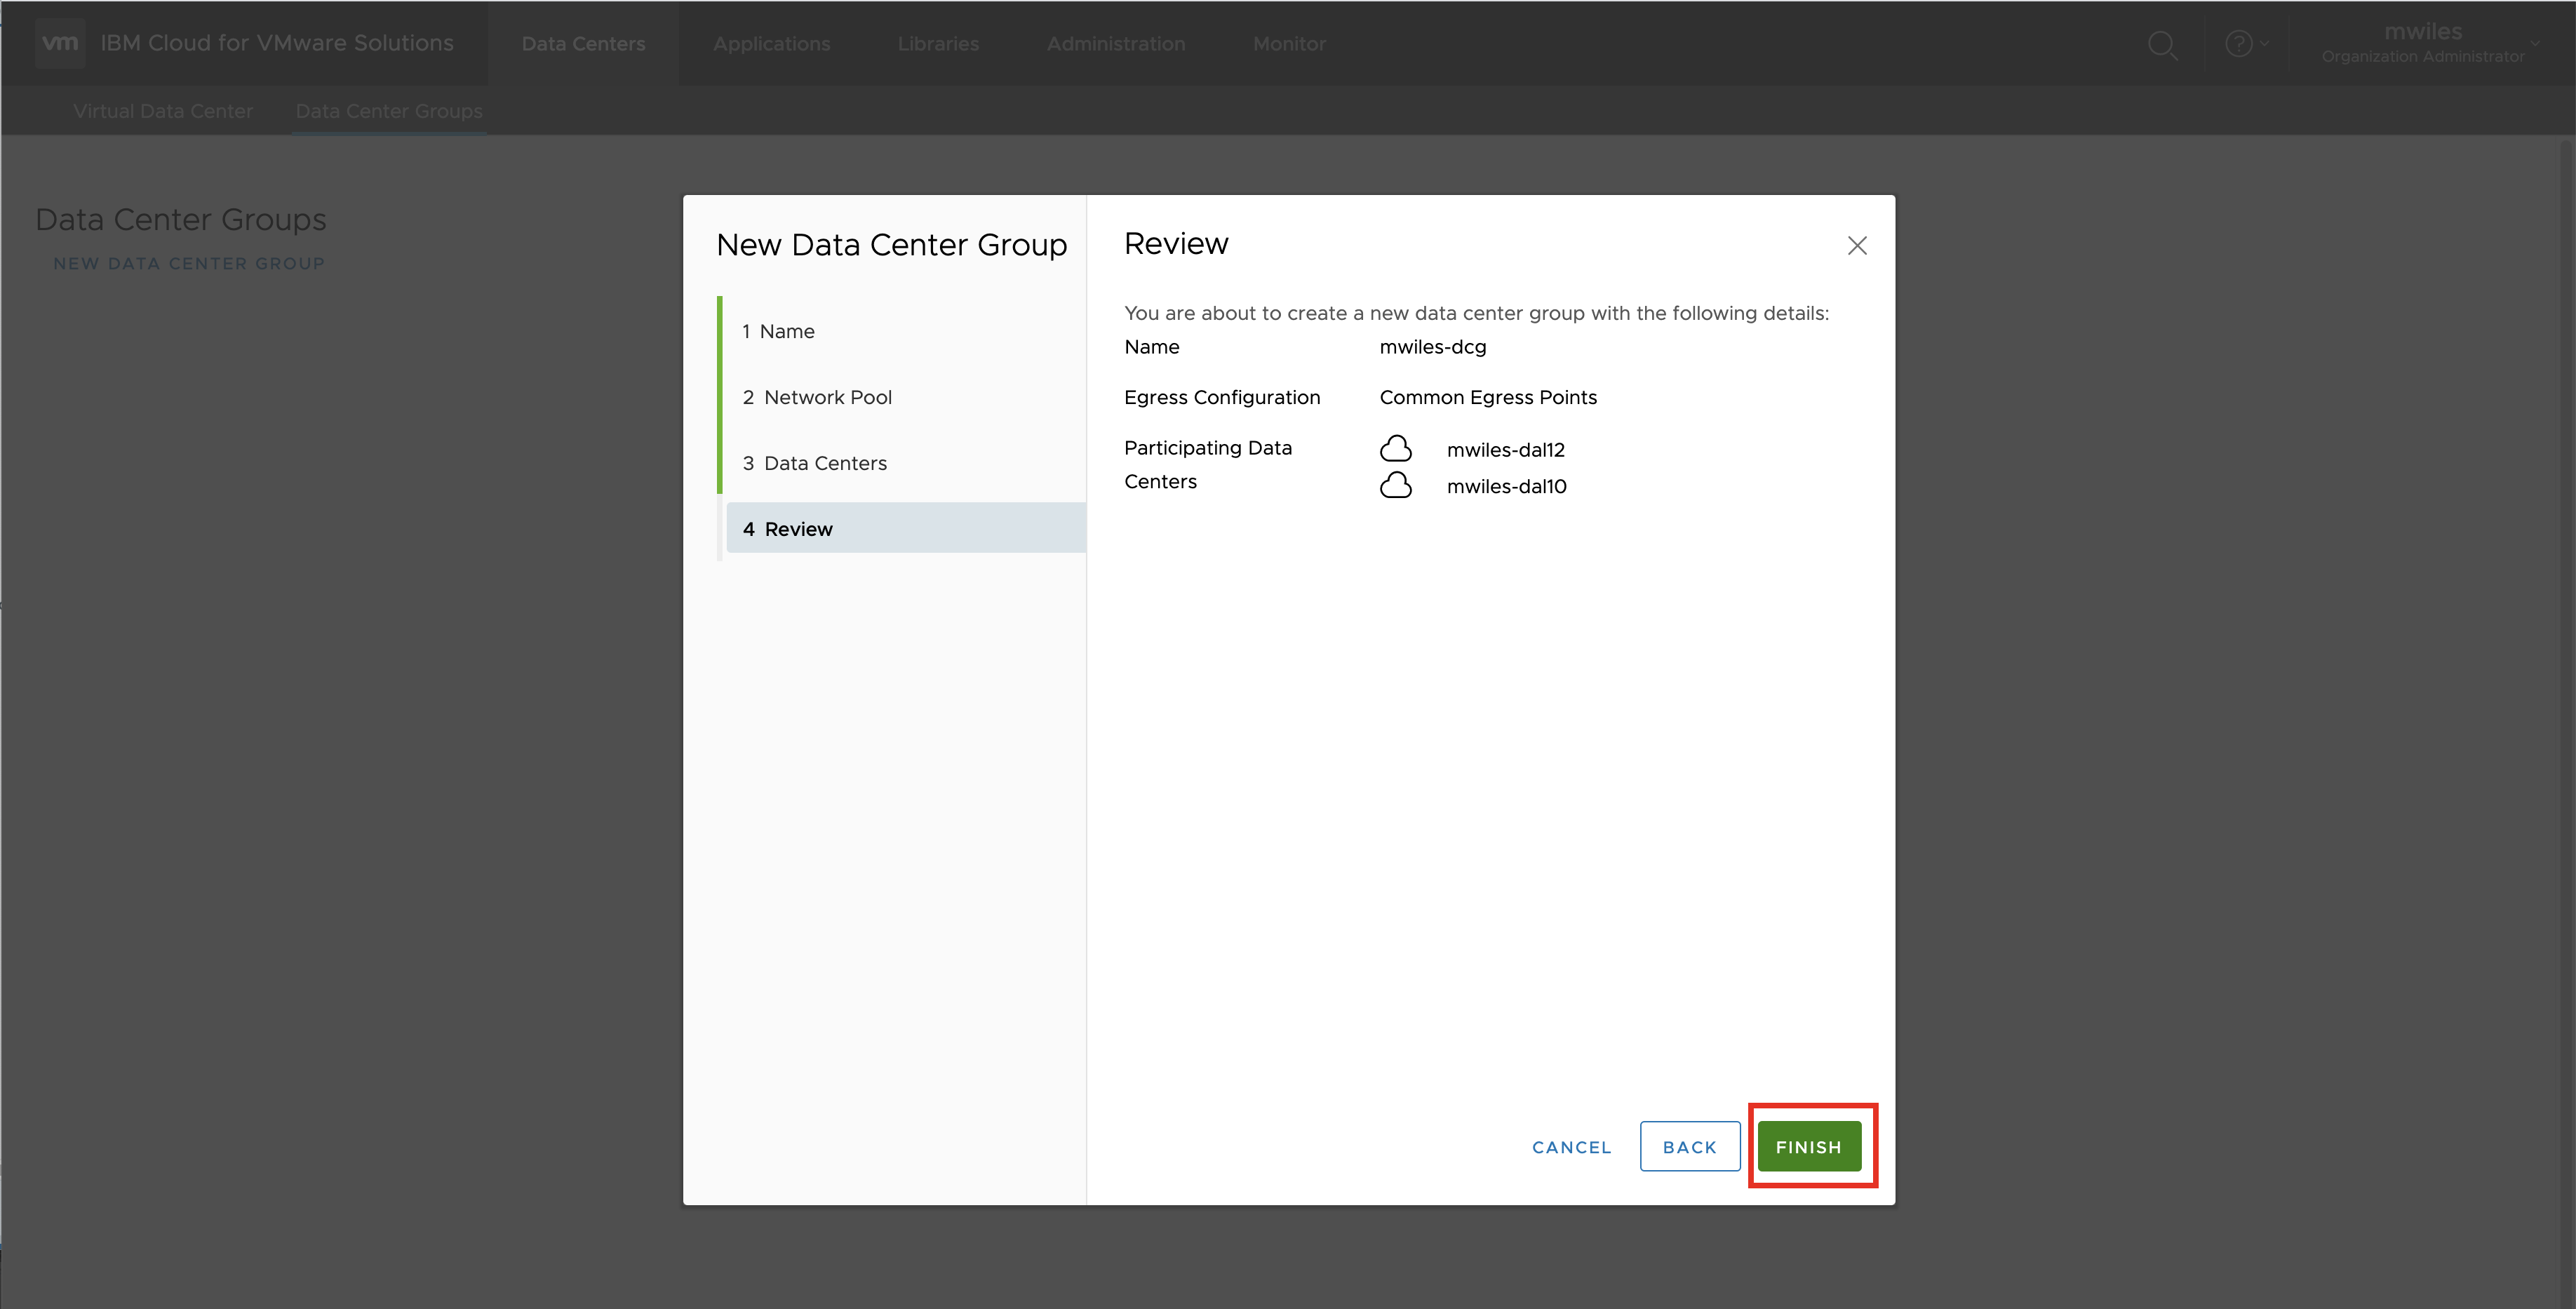 vm IBM Cloud for VMware Solutions Data Centers Applications Libraries Administration Monitor ? mwiles
Organization Administrator
Virtual Data Center Data Center Groups
Data Center Groups
NEW DATA CENTER GROUP
New Data Center Group
1 Name
2 Network Pool
3 Data Centers
4 Review
Review
You are about to create a new data center group with the following details:
Name mwiles-dcg
Egress Configuration Common Egress Points
Participating Data Centers
mwiles-dal12
mwiles-dal10
CANCEL BACK FINISH